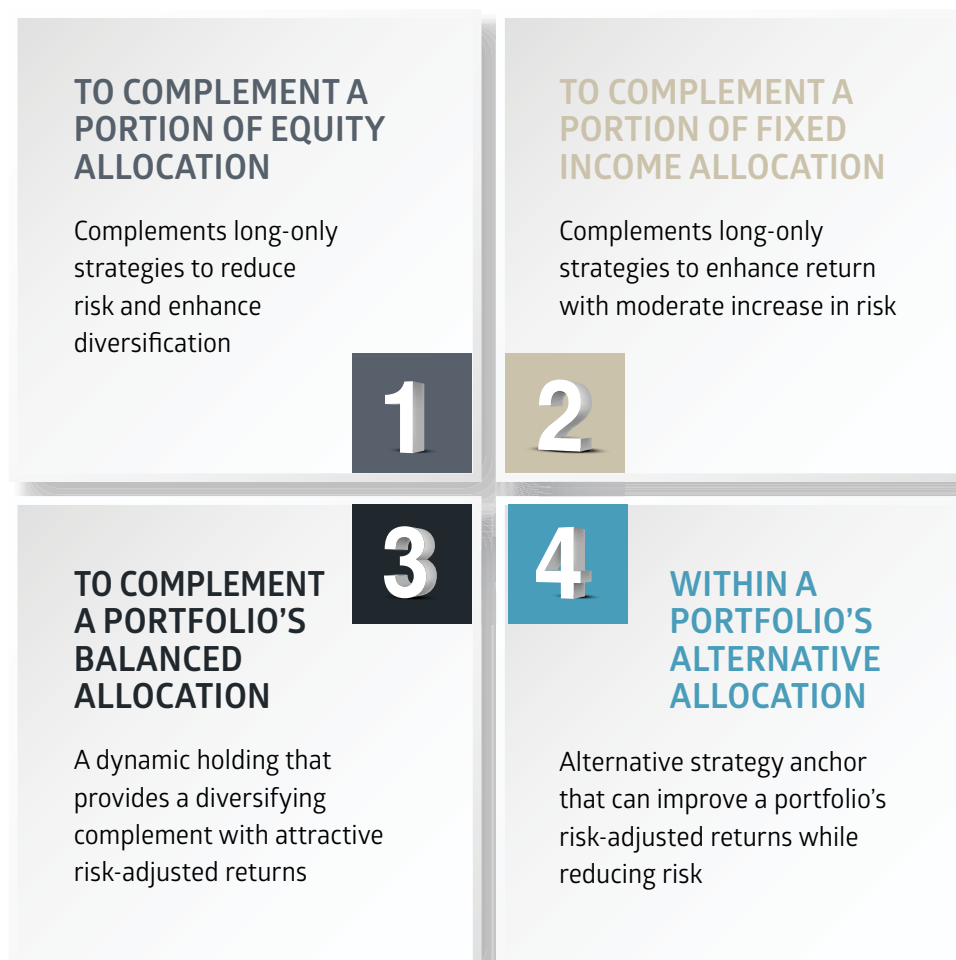 TO COMPLEMENT A
PORTION OF EQUITY
ALLOCATION
Complements long-only
strategies to reduce
risk and enhance
diversification
1
TO COMPLEMENT A
PORTION OF FIXED
INCOME ALLOCATION
Complements long-only
strategies to enhance return
with moderate increase in risk
2
3
TO COMPLEMENT
A PORTFOLIO’S
BALANCED
ALLOCATION
A dynamic holding that
provides a diversifying
complement with attractive
risk-adjusted returns
4
WITHIN A
PORTFOLIO’S
ALTERNATIVE
ALLOCATION
Alternative strategy anchor
that can improve a portfolio’s
risk-adjusted returns while
reducing risk